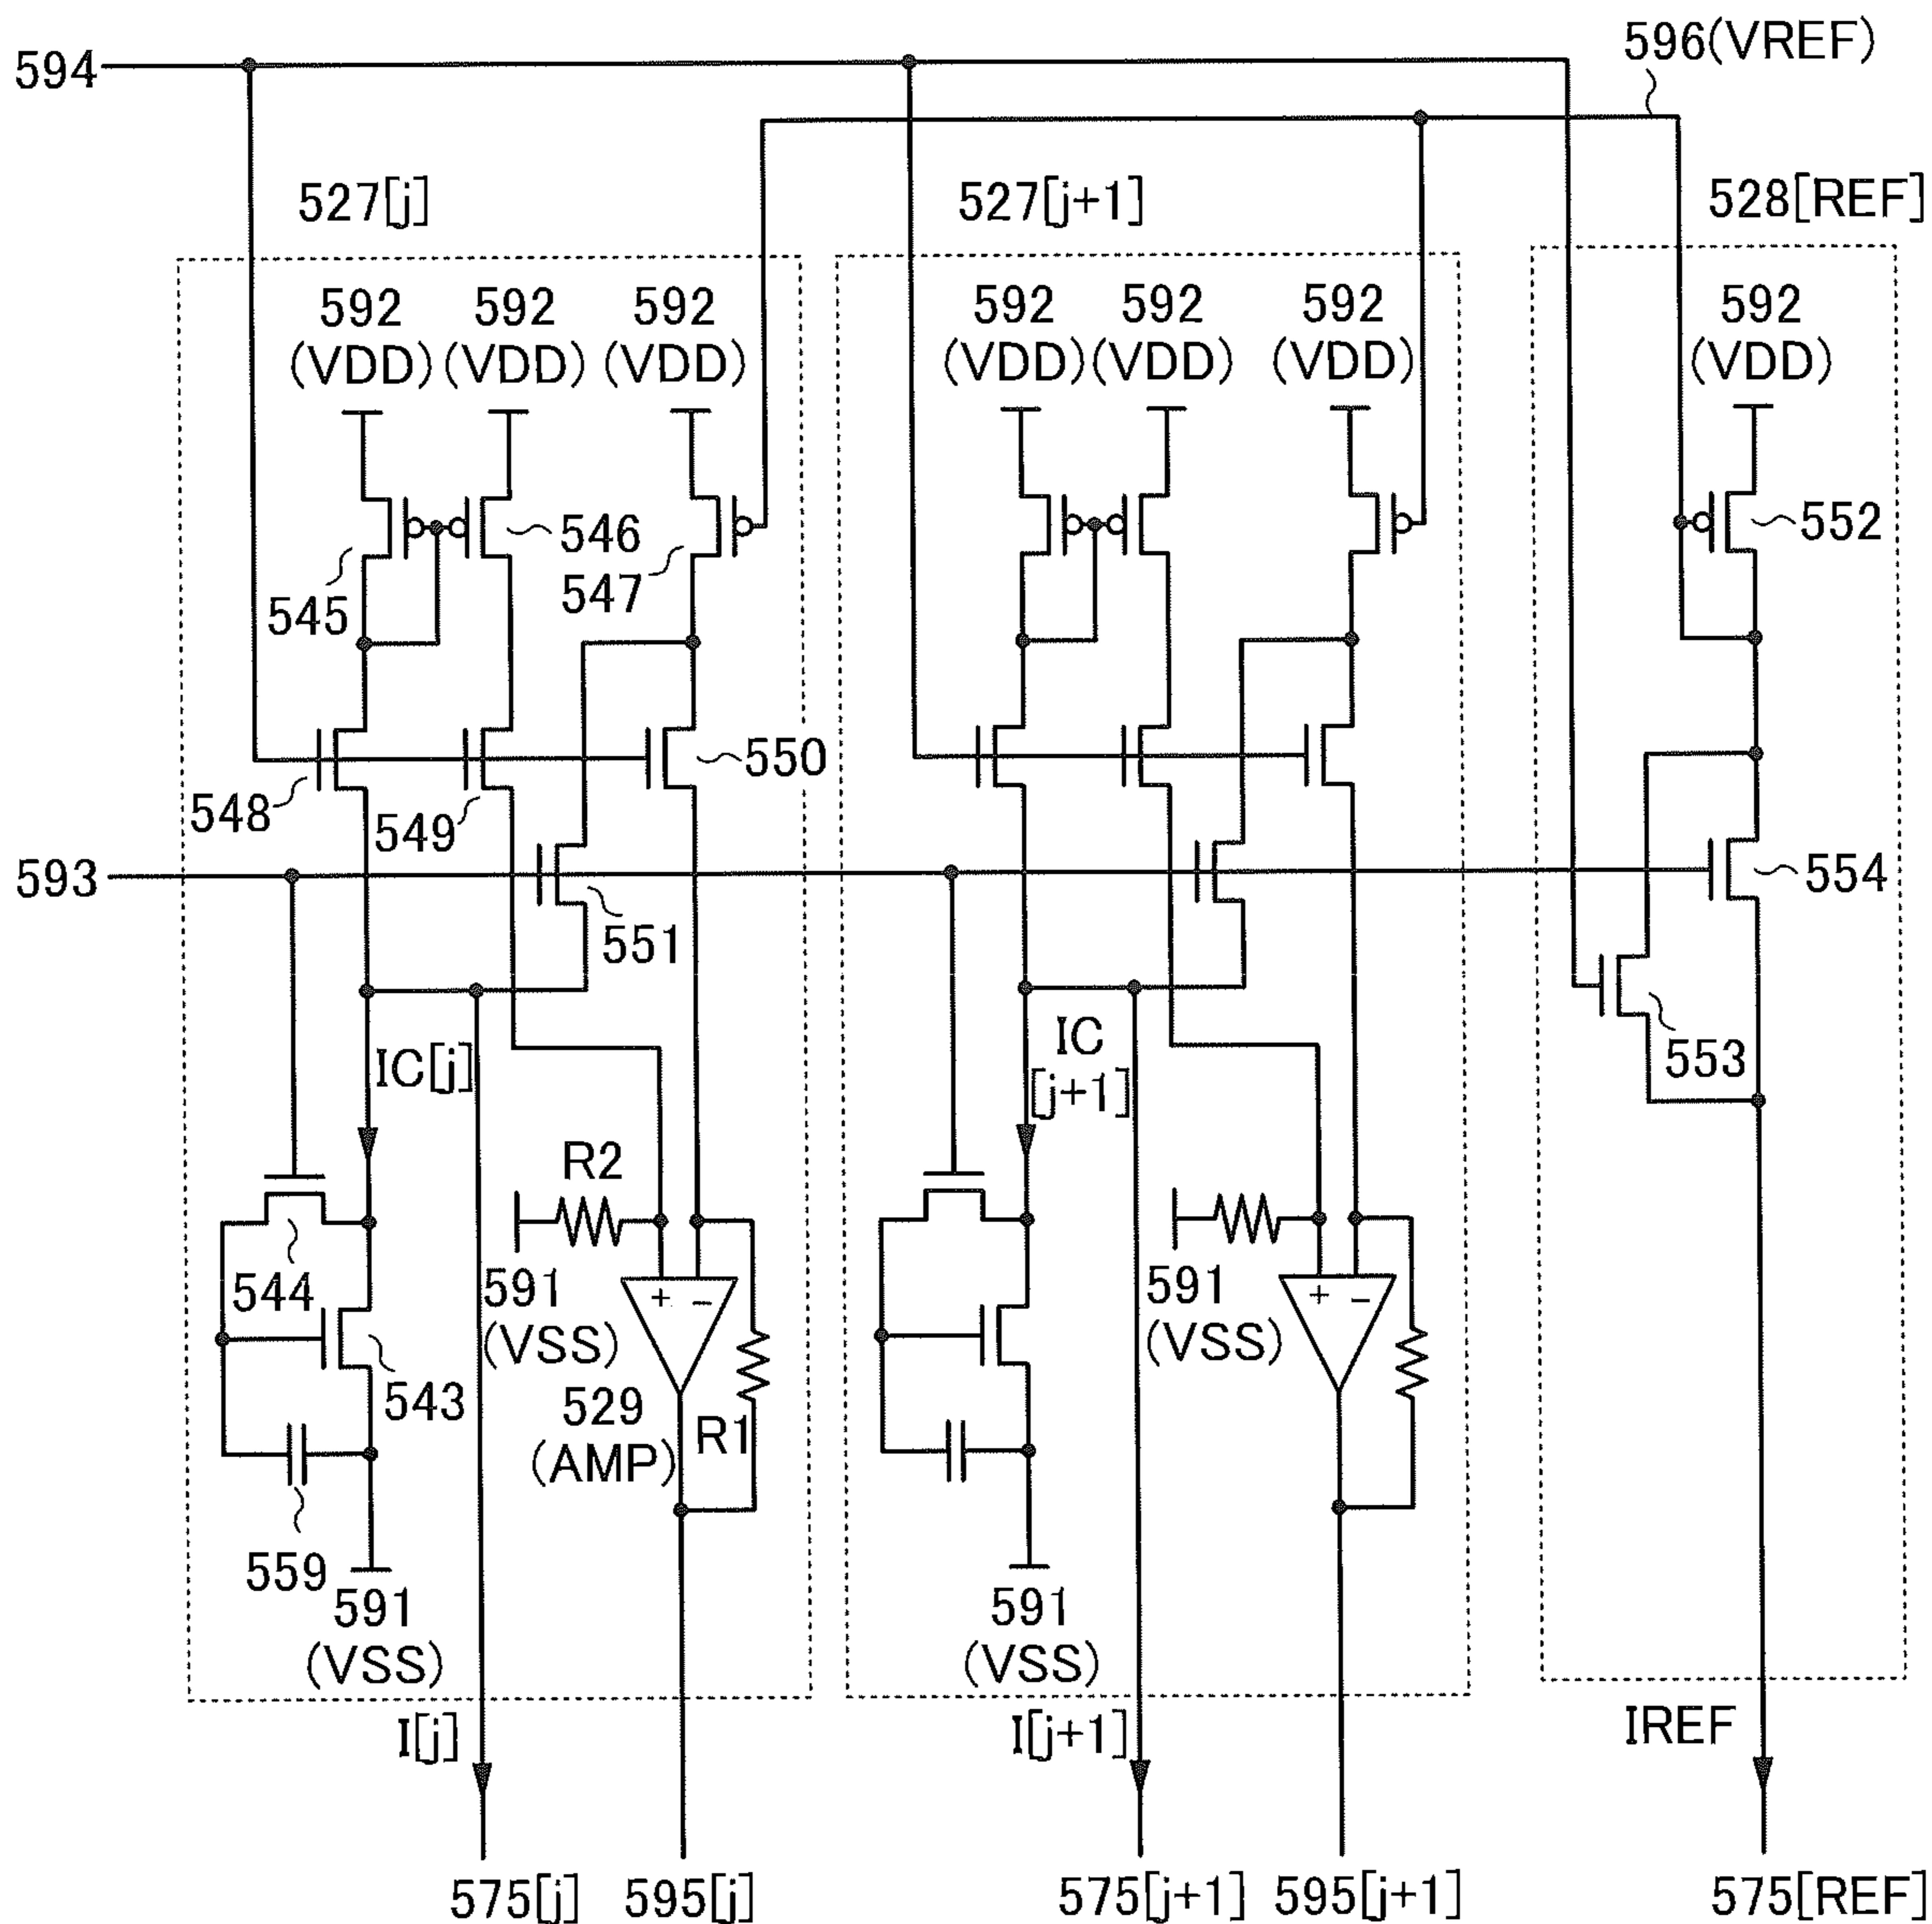 594
596(VREF)
527[j]
527[j+1]
528[REF]
592
(VDD)
592
(VDD)
592
(VDD)
592
(VDD)
592
(VDD)
592
(VDD)
592
(VDD)
545
546
547
552
548
549
550
593
551
554
553
IC[j]
IC
[j+1]
R2
544
591
(VSS)
591
(VSS)
543
529
(AMP)
R1
559
591
(VSS)
591
(VSS)
I[j]
I[j+1]
IREF
+
−
+
−
575[j]
595[j]
575[j+1]
595[j+1]
575[REF]